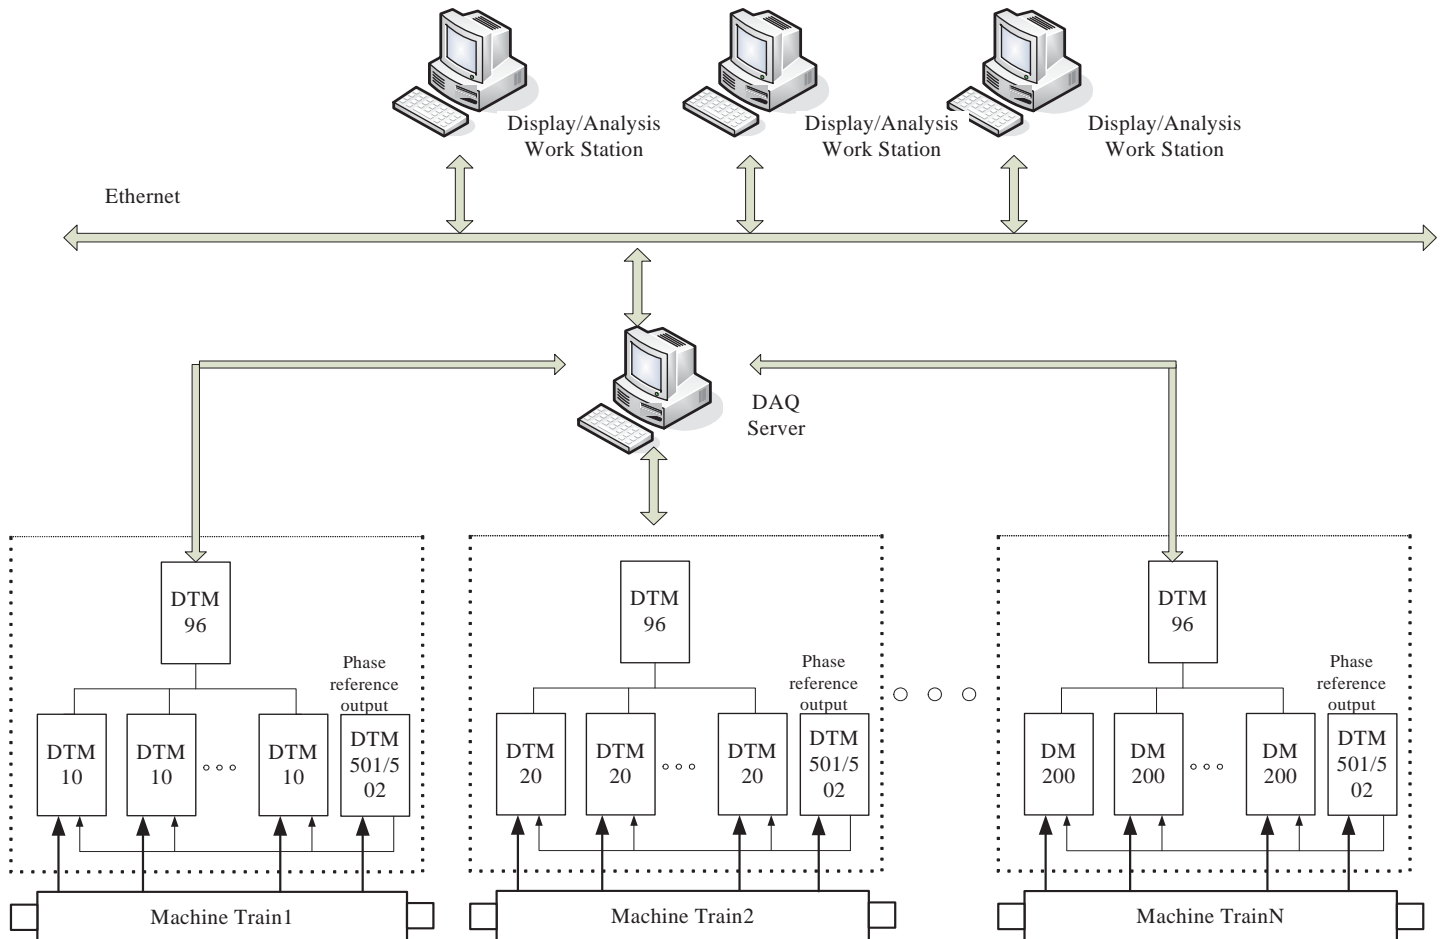 Display/Analysis
Work Station
Display/Analysis
Work Station
Display/Analysis
Work Station
Ethernet
DAQ
Server
DTM
96
Phase
reference
output
DTM
10
DTM
10
DTM
10
DTM
501/5
02
Machine Train1
DTM
96
Phase
reference
output
DTM
20
DTM
20
DTM
20
DTM
501/5
02
Machine Train2
DTM
96
Phase
reference
output
DM
200
DM
200
DM
200
DTM
501/5
02
Machine TrainN